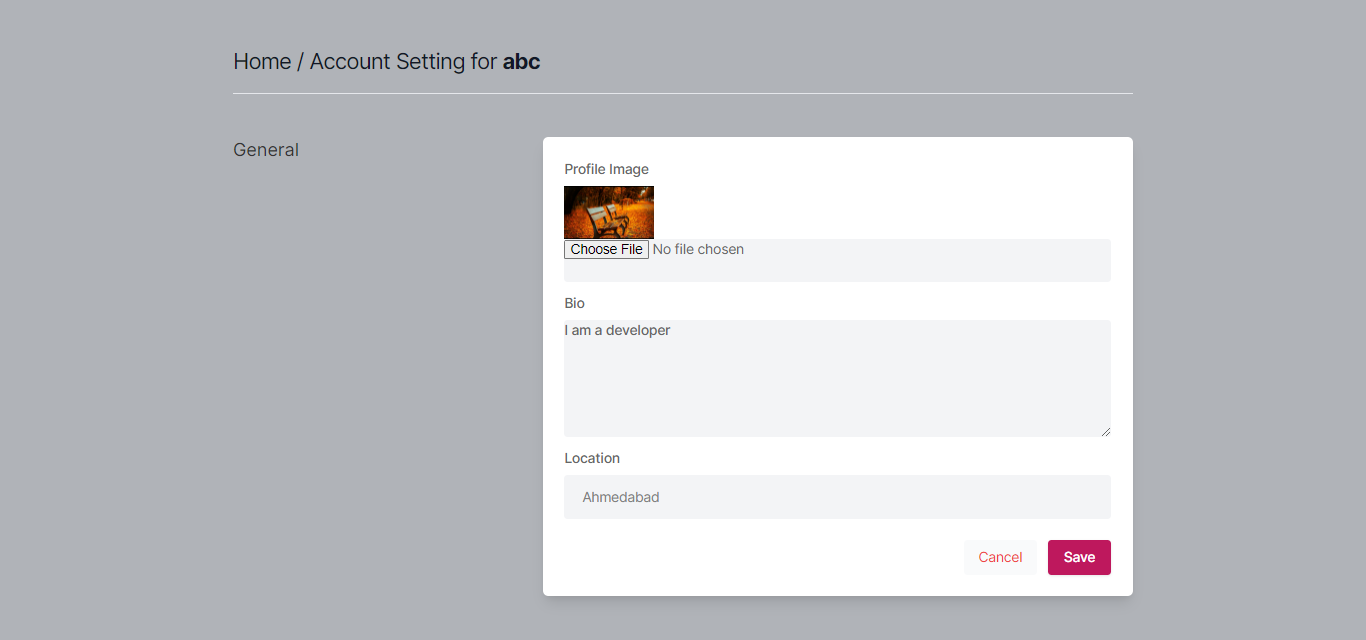 Home / Account Setting for abc
General
Profile Image
Choose File No file chosen
Bio
I am a developer
Location
Ahmedabad
Cancel Save